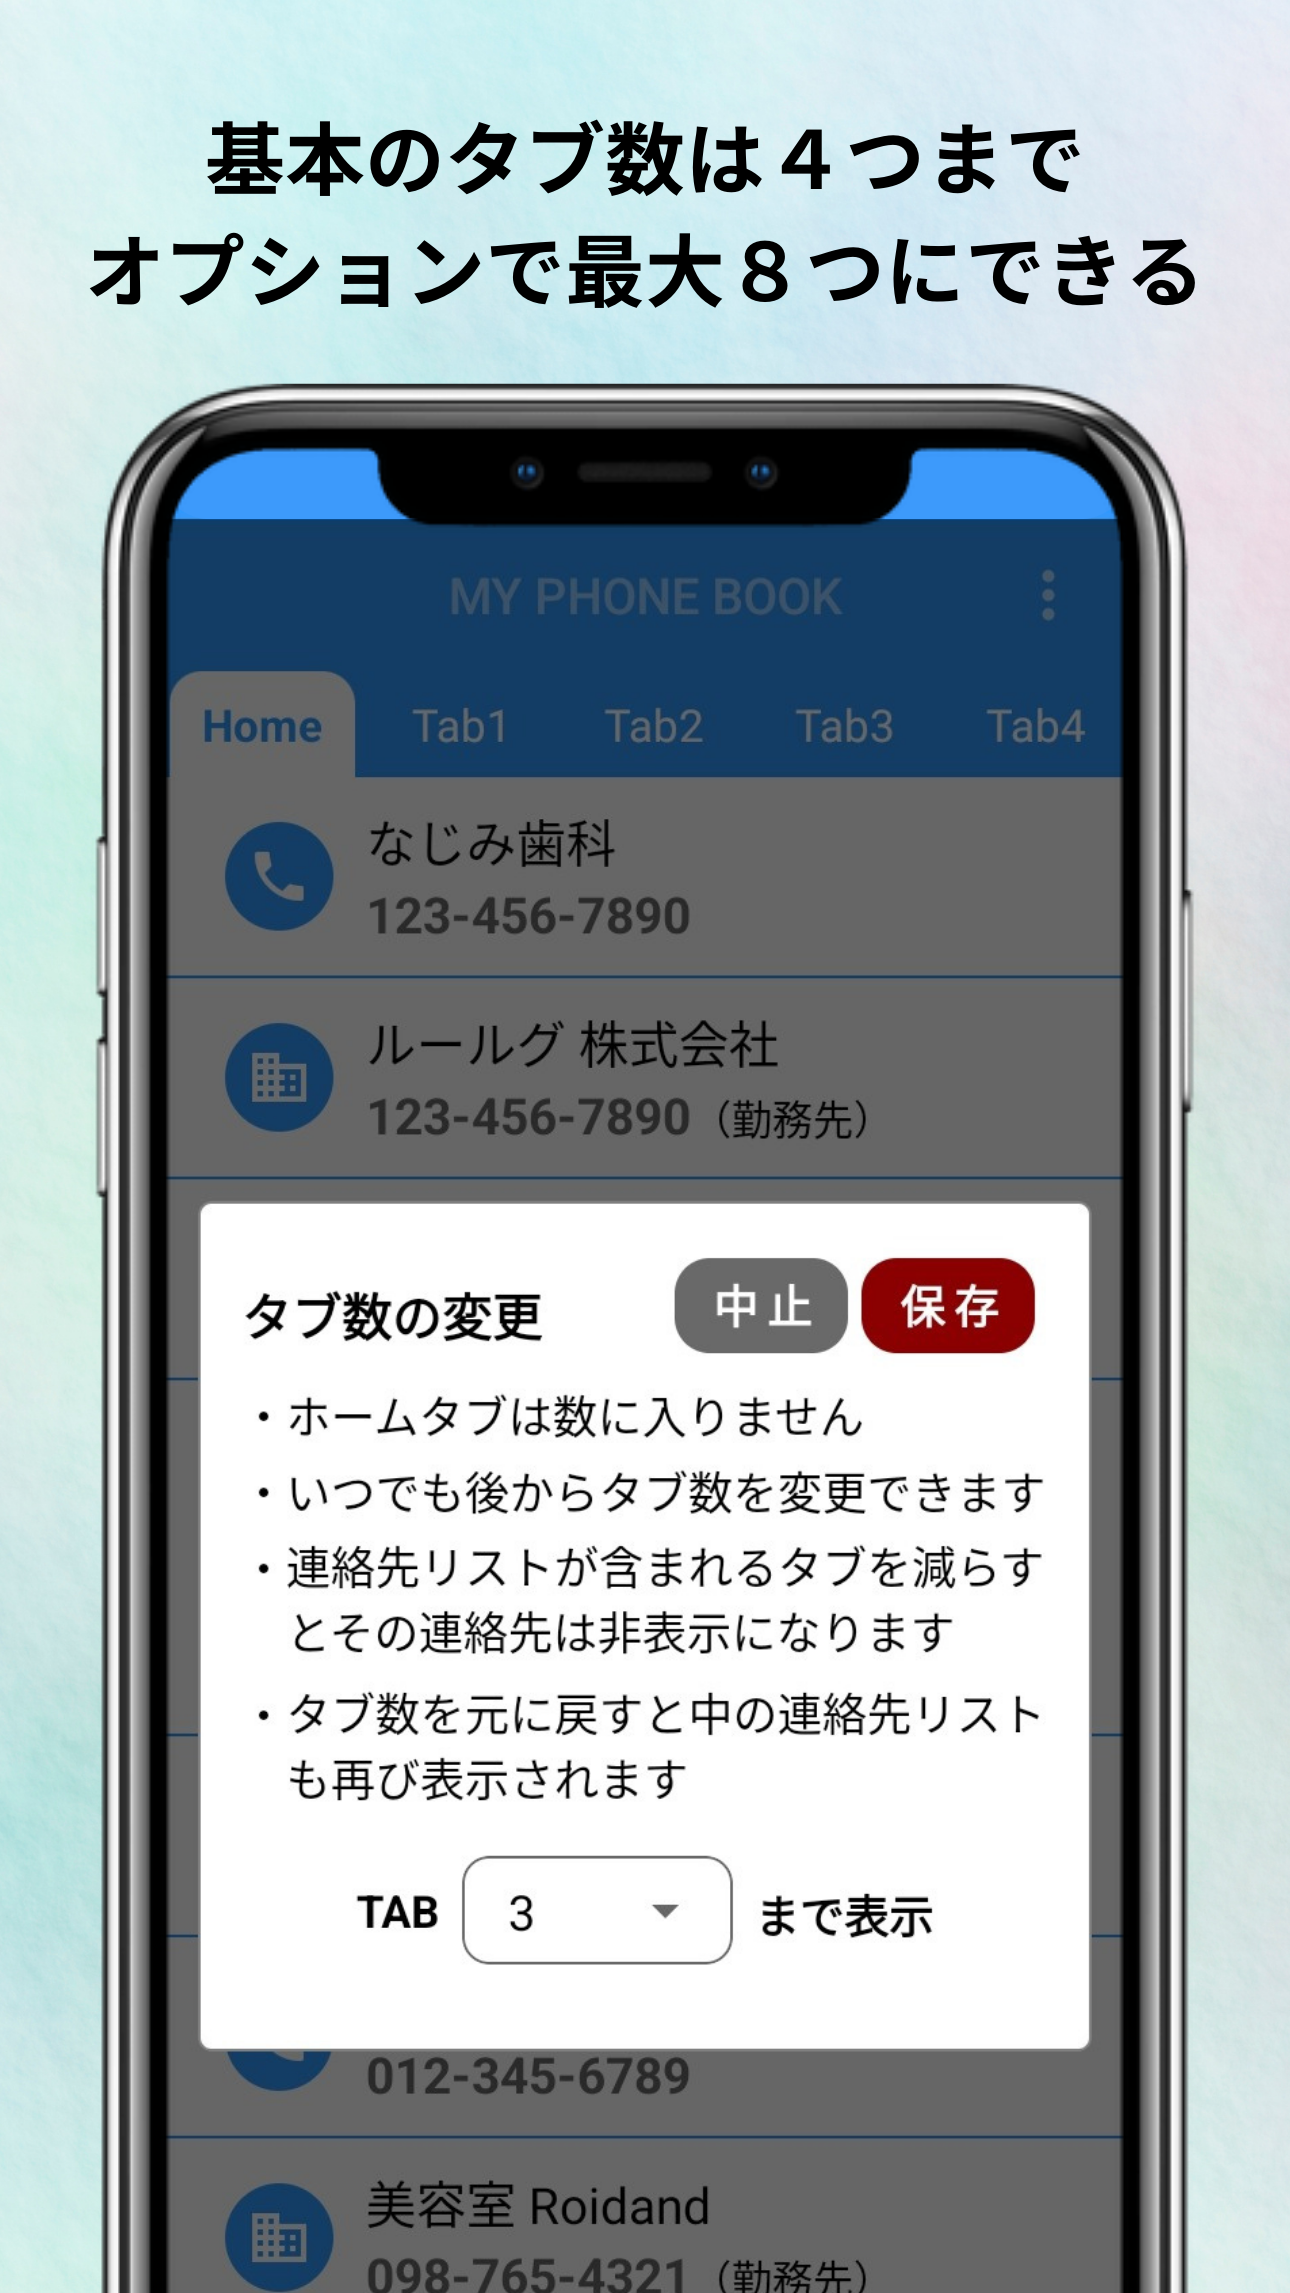 基本のタブ数は４つまで
オプションで最大８つにできる
MY PHONE BOOK
Home Tab1 Tab2 Tab3 Tab4
なじみ歯科
123-456-7890
ルールグ 株式会社
123-456-7890（勤務先）
タブ数の変更 中止 保存
・ホームタブは数に入りません
・いつでも後からタブ数を変更できます
・連絡先リストが含まれるタブを減らす
とその連絡先は非表示になります
・タブ数を元に戻すと中の連絡先リスト
も再び表示されます
TAB 3 まで表示
012-345-6789
美容室 Roidand
098-765-4321（勤務先）